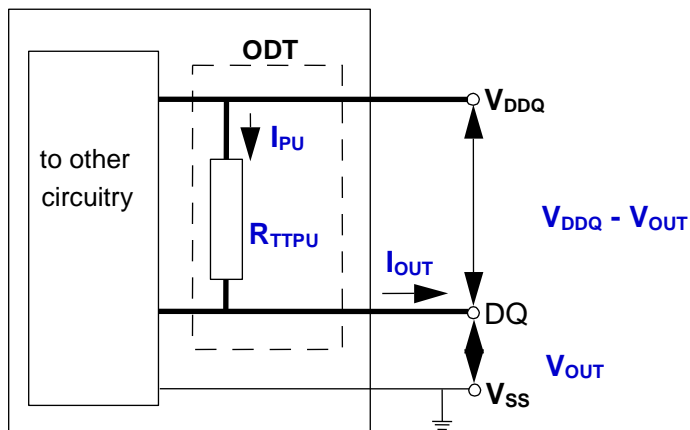 ODT
V_DDQ
I_PU
to other
circuitry
V_DDQ - V_OUT
R_TTPU
I_OUT
DQ
V_OUT
V_SS